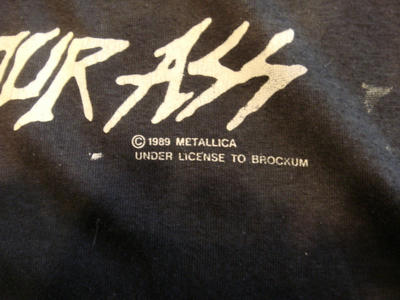 OUR ASS
© 1989 METALLICA
UNDER LICENSE TO BROCKUM